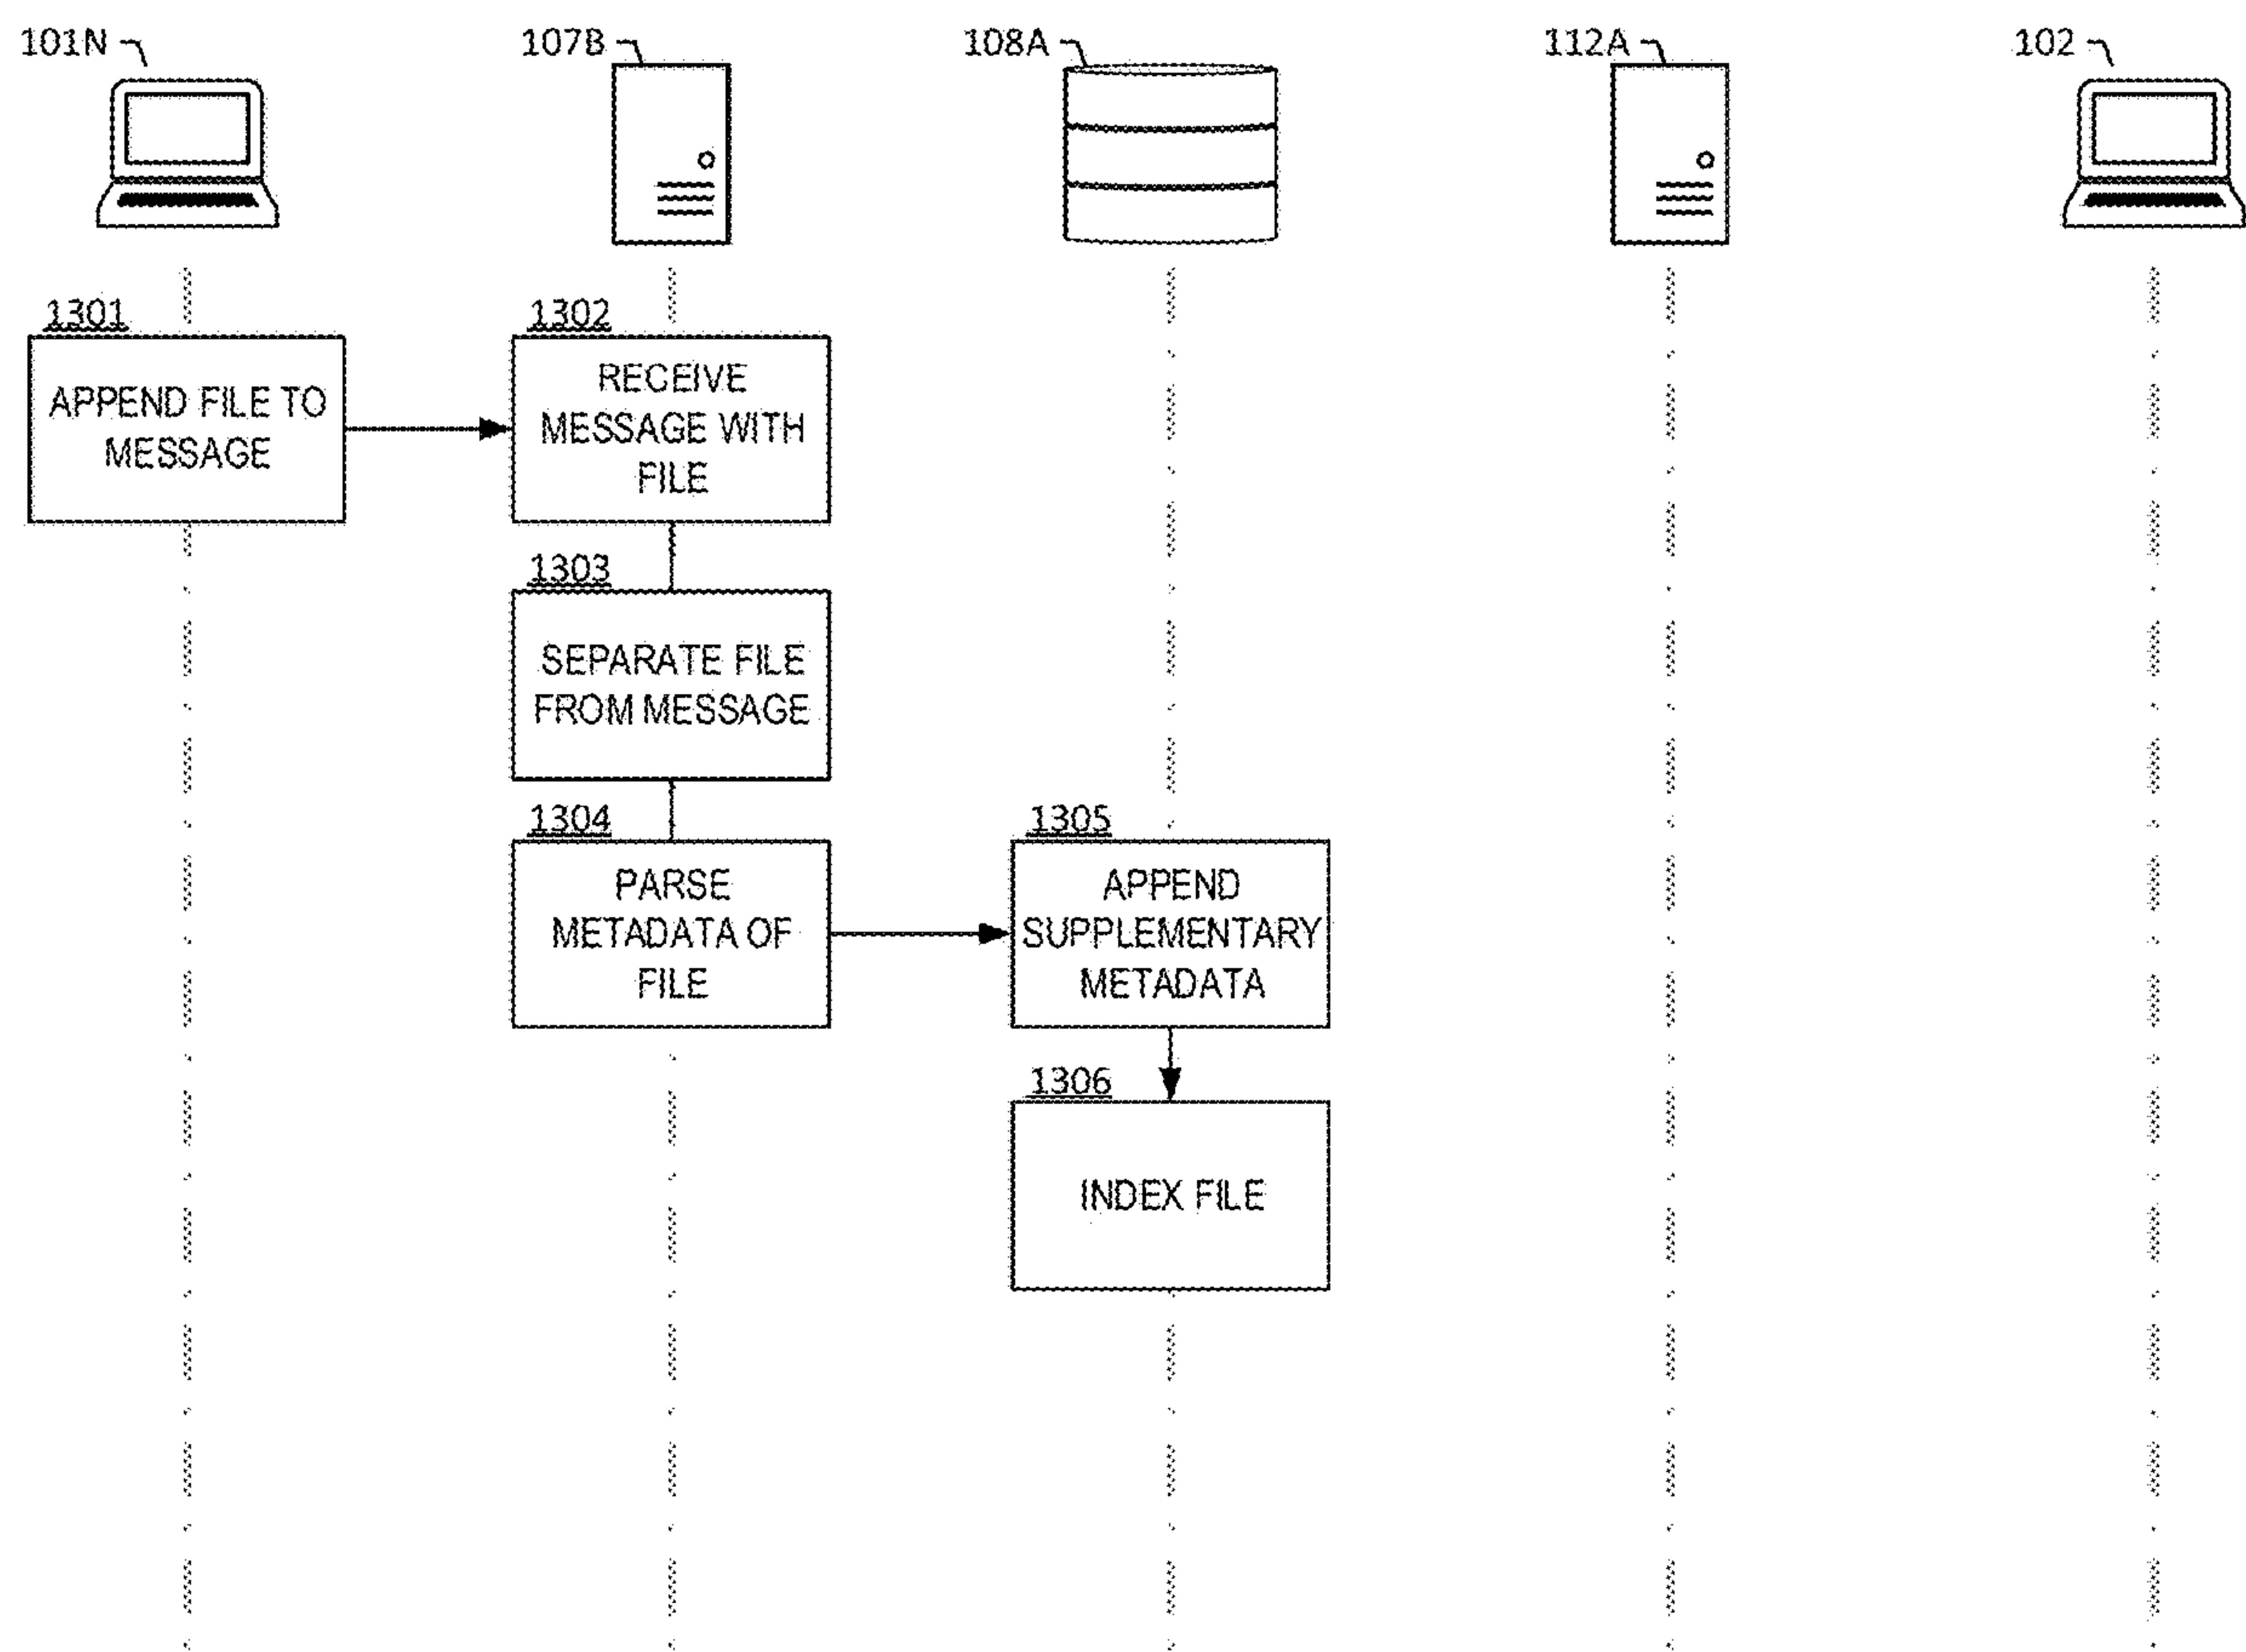 101N
107B
108A
112A
102
1301
APPEND FILE TO
MESSAGE
1302
RECEIVE
MESSAGE WITH
FILE
1303
SEPARATE FILE
FROM MESSAGE
1304
PARSE
METADATA OF
FILE
1305
APPEND
SUPPLEMENTARY
METADATA
1306
INDEX FILE